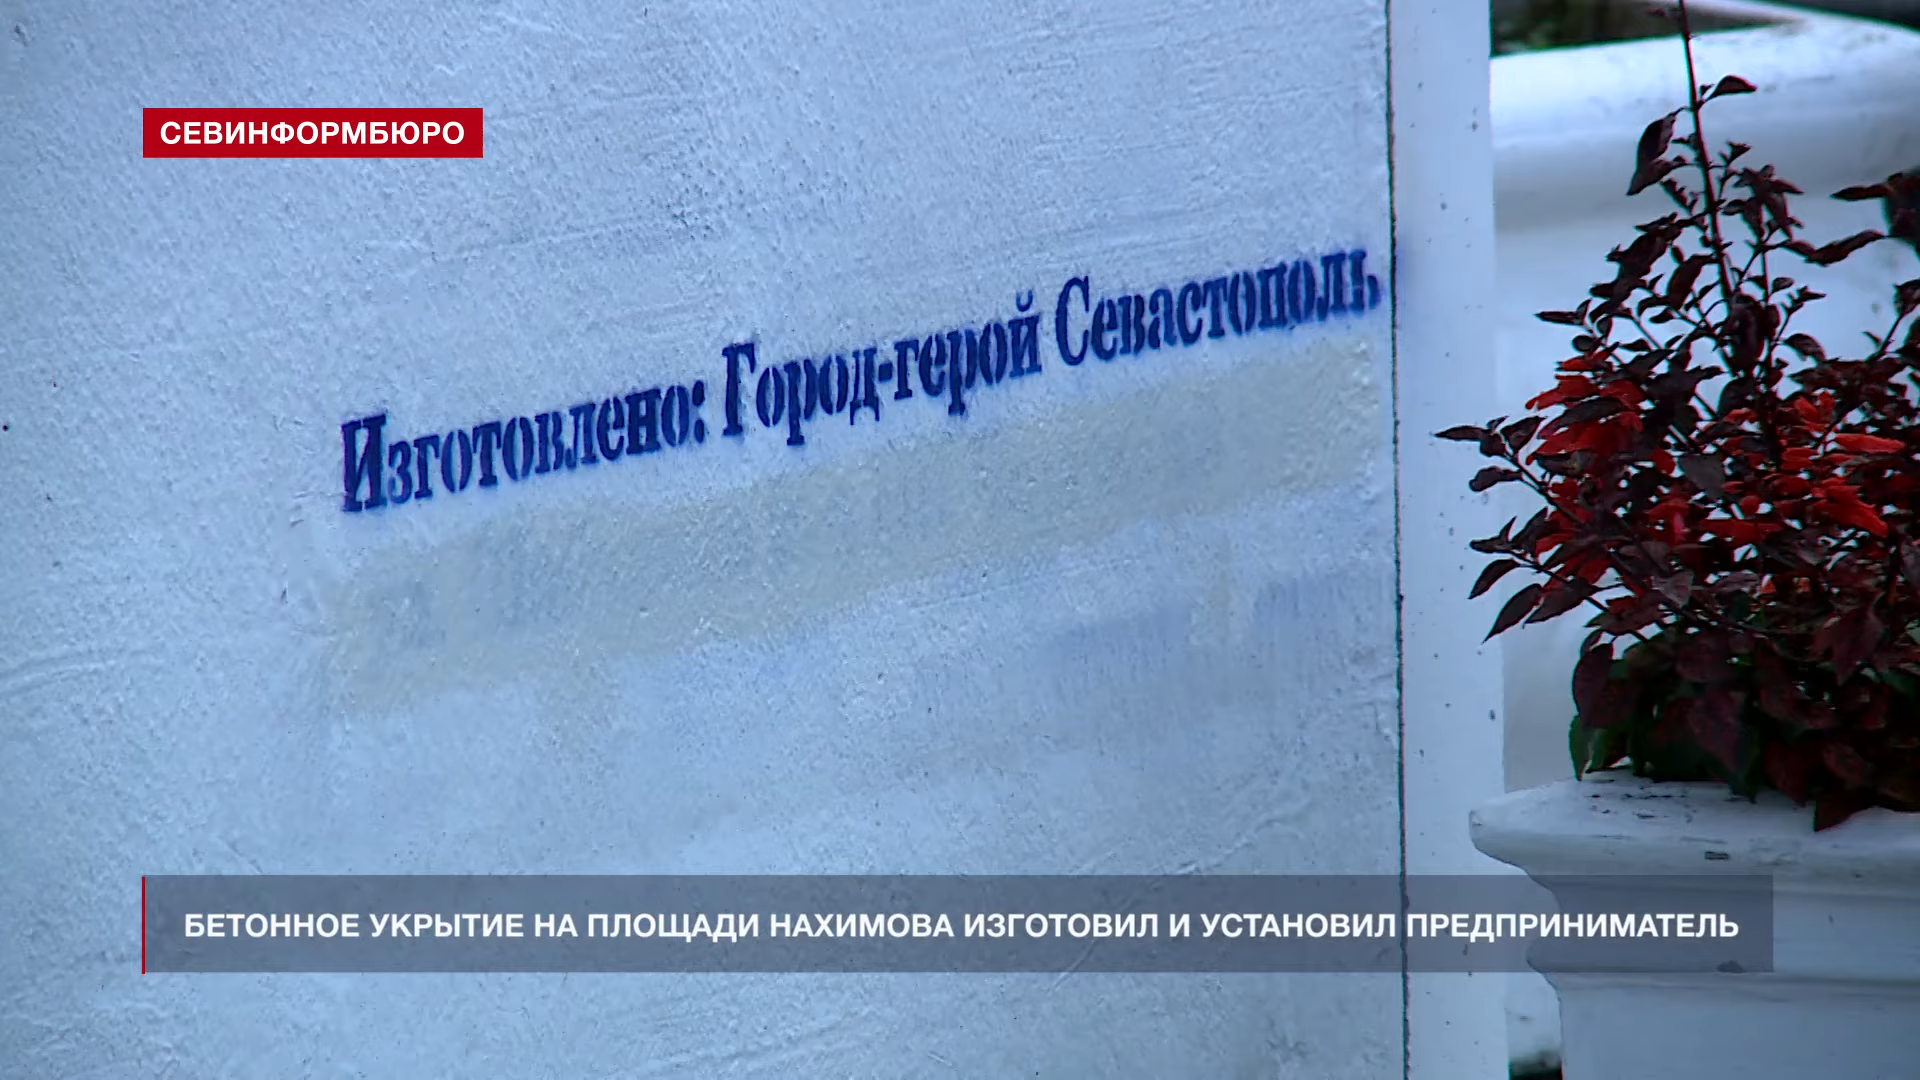 СЕВИНФОРМБЮРО
Изготовлено: Город-герой Севастополь
БЕТОННОЕ УКРЫТИЕ НА ПЛОЩАДИ НАХИМОВА ИЗГОТОВИЛ И УСТАНОВИЛ ПРЕДПРИНИМАТЕЛЬ